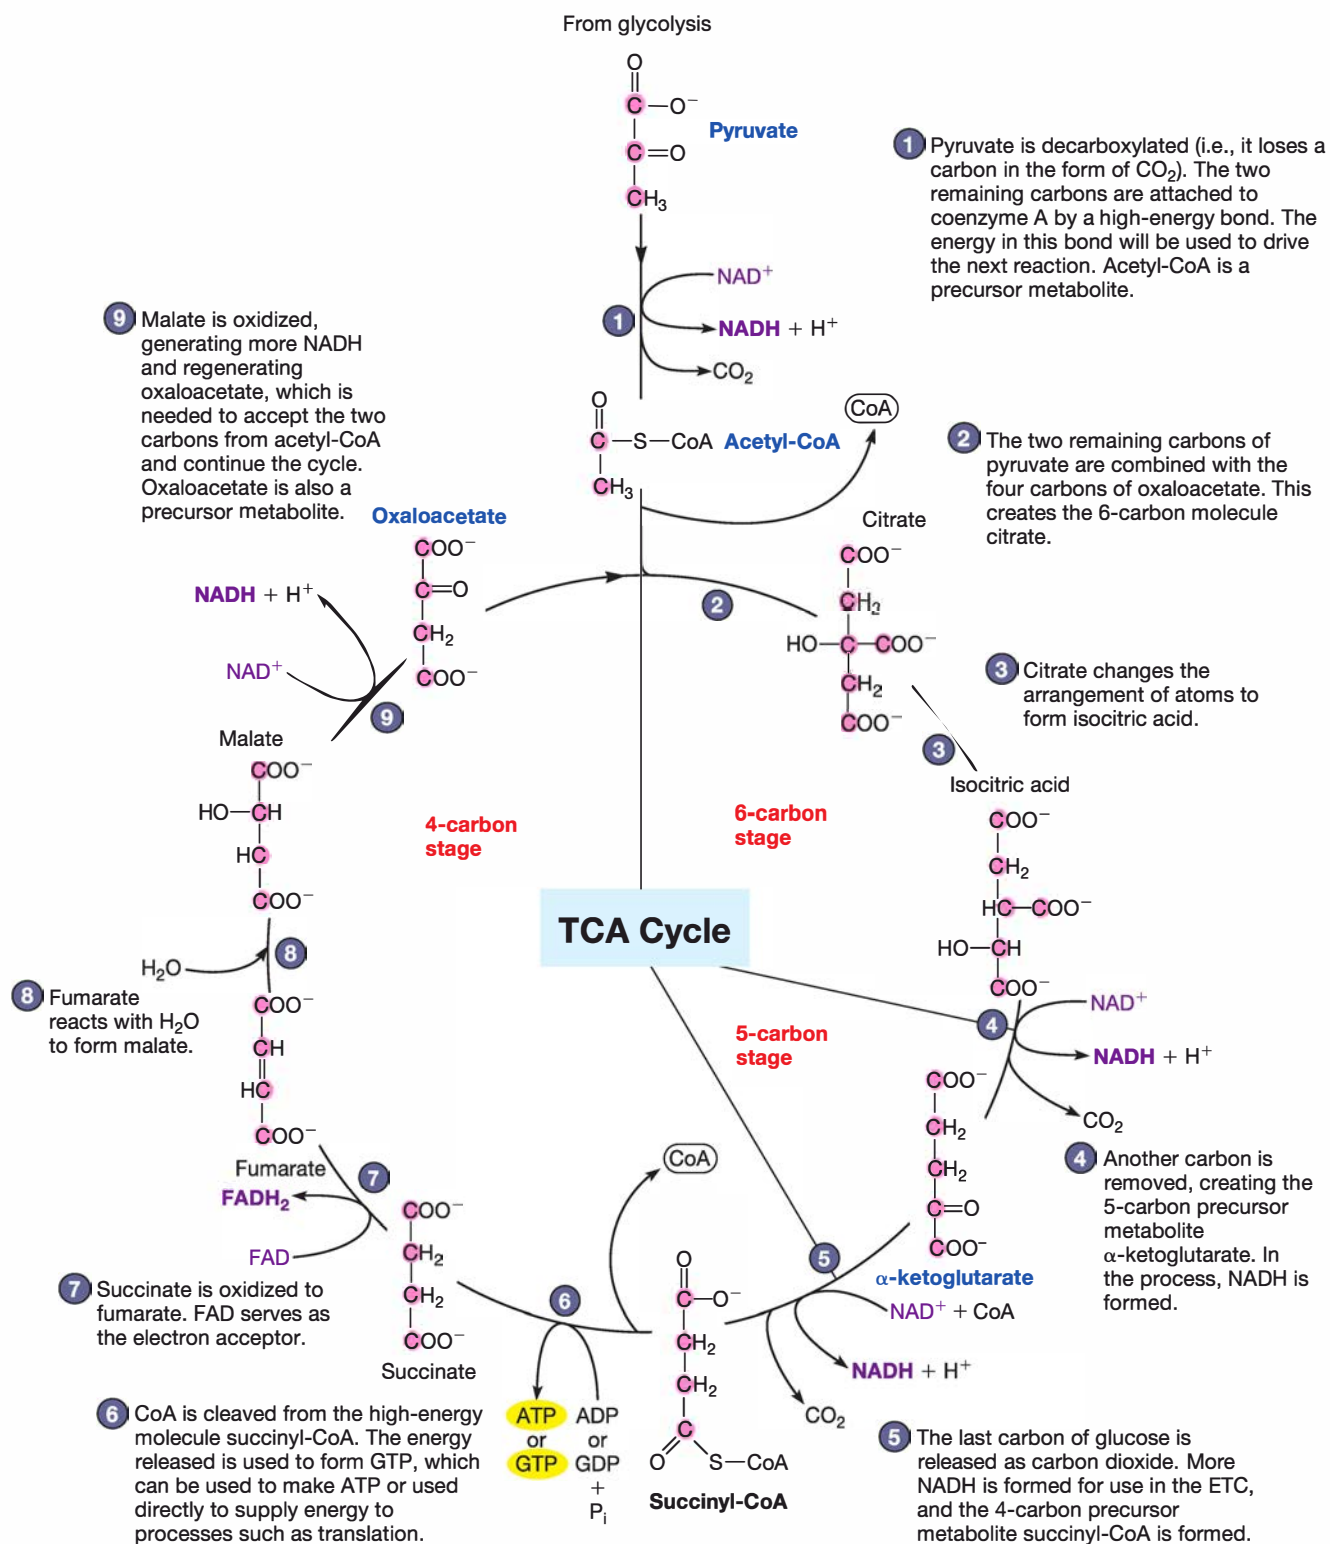 From glycolysis
O
C—O⁻
Pyruvate
C=O
CH₃
1 Pyruvate is decarboxylated (i.e., it loses a
carbon in the form of CO₂). The two
remaining carbons are attached to
coenzyme A by a high-energy bond. The
energy in this bond will be used to drive
the next reaction. Acetyl-CoA is a
precursor metabolite.
NAD⁺
1
NADH + H⁺
CO₂
O
C—S—CoA Acetyl-CoA
CH₃
CoA
2 The two remaining carbons of
pyruvate are combined with the
four carbons of oxaloacetate. This
creates the 6-carbon molecule
citrate.
2
Citrate
COO⁻
CH₂
HO—C—COO⁻
CH₂
COO⁻
3 Citrate changes the
arrangement of atoms to
form isocitric acid.
3
Isocitric acid
COO⁻
CH₂
HC—COO⁻
HO—CH
COO⁻
6-carbon
stage
4-carbon
stage
TCA Cycle
5-carbon
stage
4
NAD⁺
NADH + H⁺
CO₂
4 Another carbon is
removed, creating the
5-carbon precursor
metabolite
α-ketoglutarate. In
the process, NADH is
formed.
COO⁻
CH₂
CH₂
C=O
COO⁻
α-ketoglutarate
5
NAD⁺ + CoA
NADH + H⁺
CO₂
5 The last carbon of glucose is
released as carbon dioxide. More
NADH is formed for use in the ETC,
and the 4-carbon precursor
metabolite succinyl-CoA is formed.
O
C—O⁻
CH₂
CH₂
C
O S—CoA
Succinyl-CoA
CoA
6
ATP ADP
or or
GTP GDP
+
Pᵢ
6 CoA is cleaved from the high-energy
molecule succinyl-CoA. The energy
released is used to form GTP, which
can be used to make ATP or used
directly to supply energy to
processes such as translation.
COO⁻
CH₂
CH₂
COO⁻
Succinate
7
FADH₂
FAD
7 Succinate is oxidized to
fumarate. FAD serves as
the electron acceptor.
COO⁻
CH
HC
COO⁻
Fumarate
8
H₂O
8 Fumarate
reacts with H₂O
to form malate.
Malate
COO⁻
HO—CH
HC
COO⁻
9
NAD⁺
NADH + H⁺
9 Malate is oxidized,
generating more NADH
and regenerating
oxaloacetate, which is
needed to accept the two
carbons from acetyl-CoA
and continue the cycle.
Oxaloacetate is also a
precursor metabolite.
Oxaloacetate
COO⁻
C=O
CH₂
COO⁻